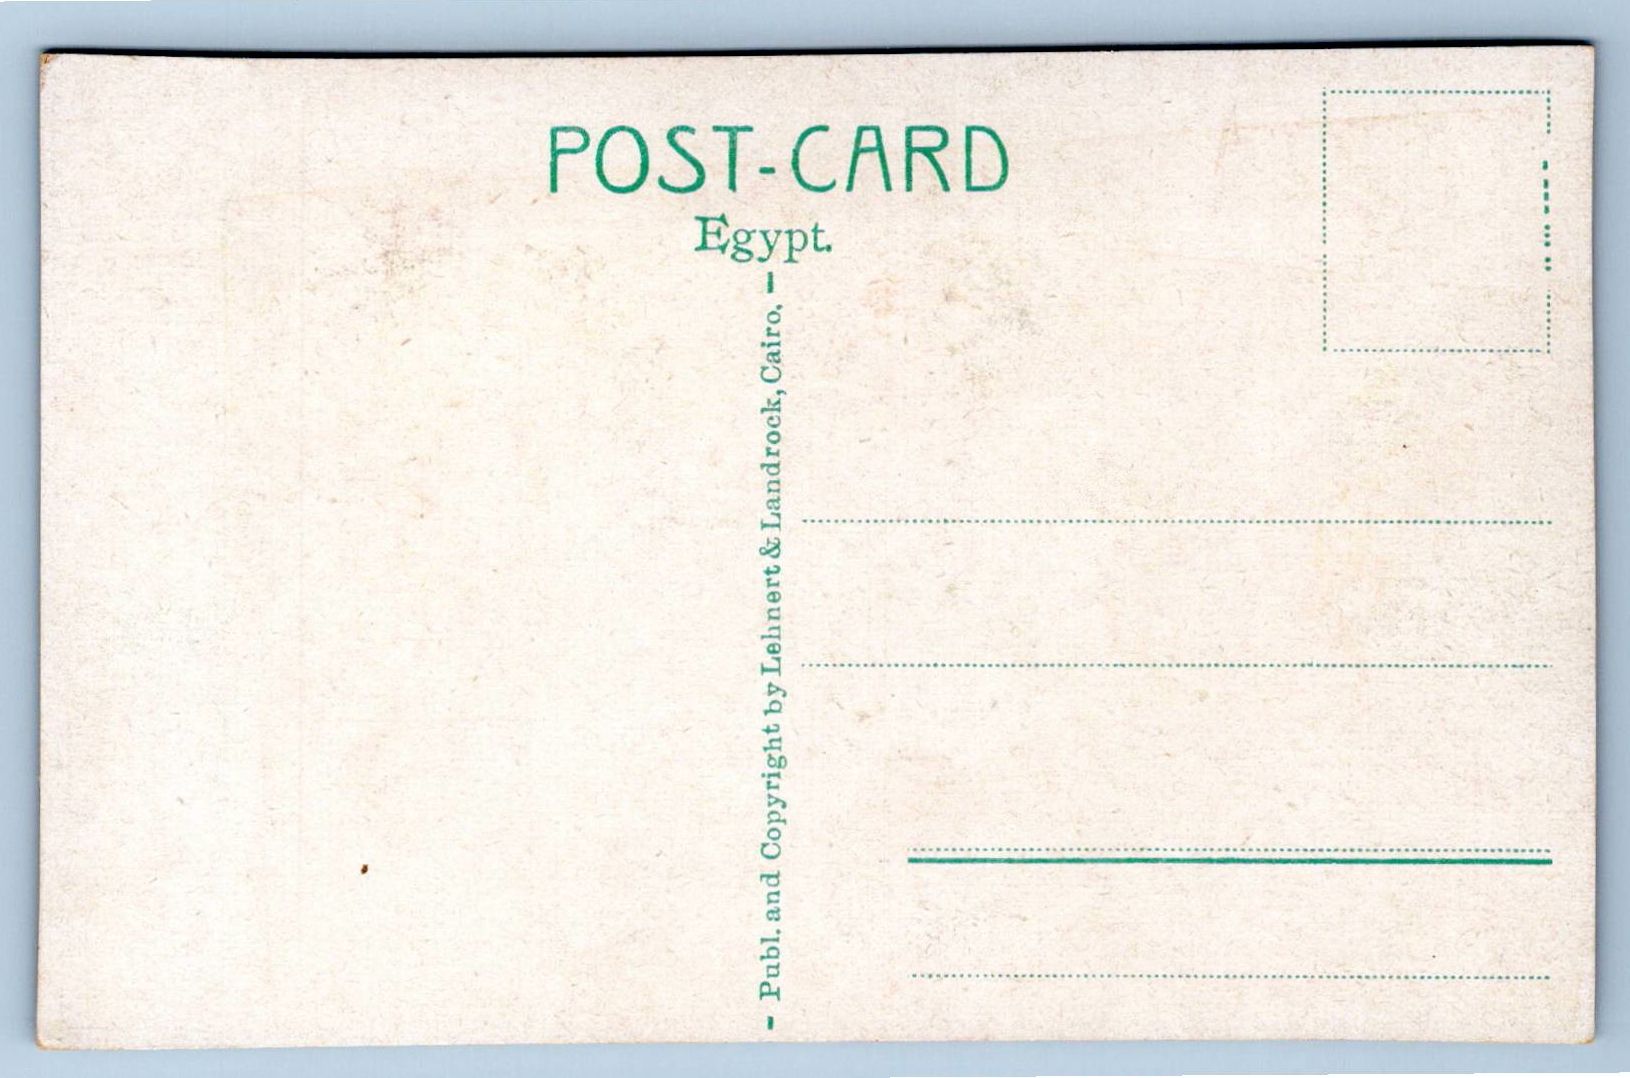 POST-CARD
Egypt.
- Publ. and Copyright by Lehnert & Landrock, Cairo. -